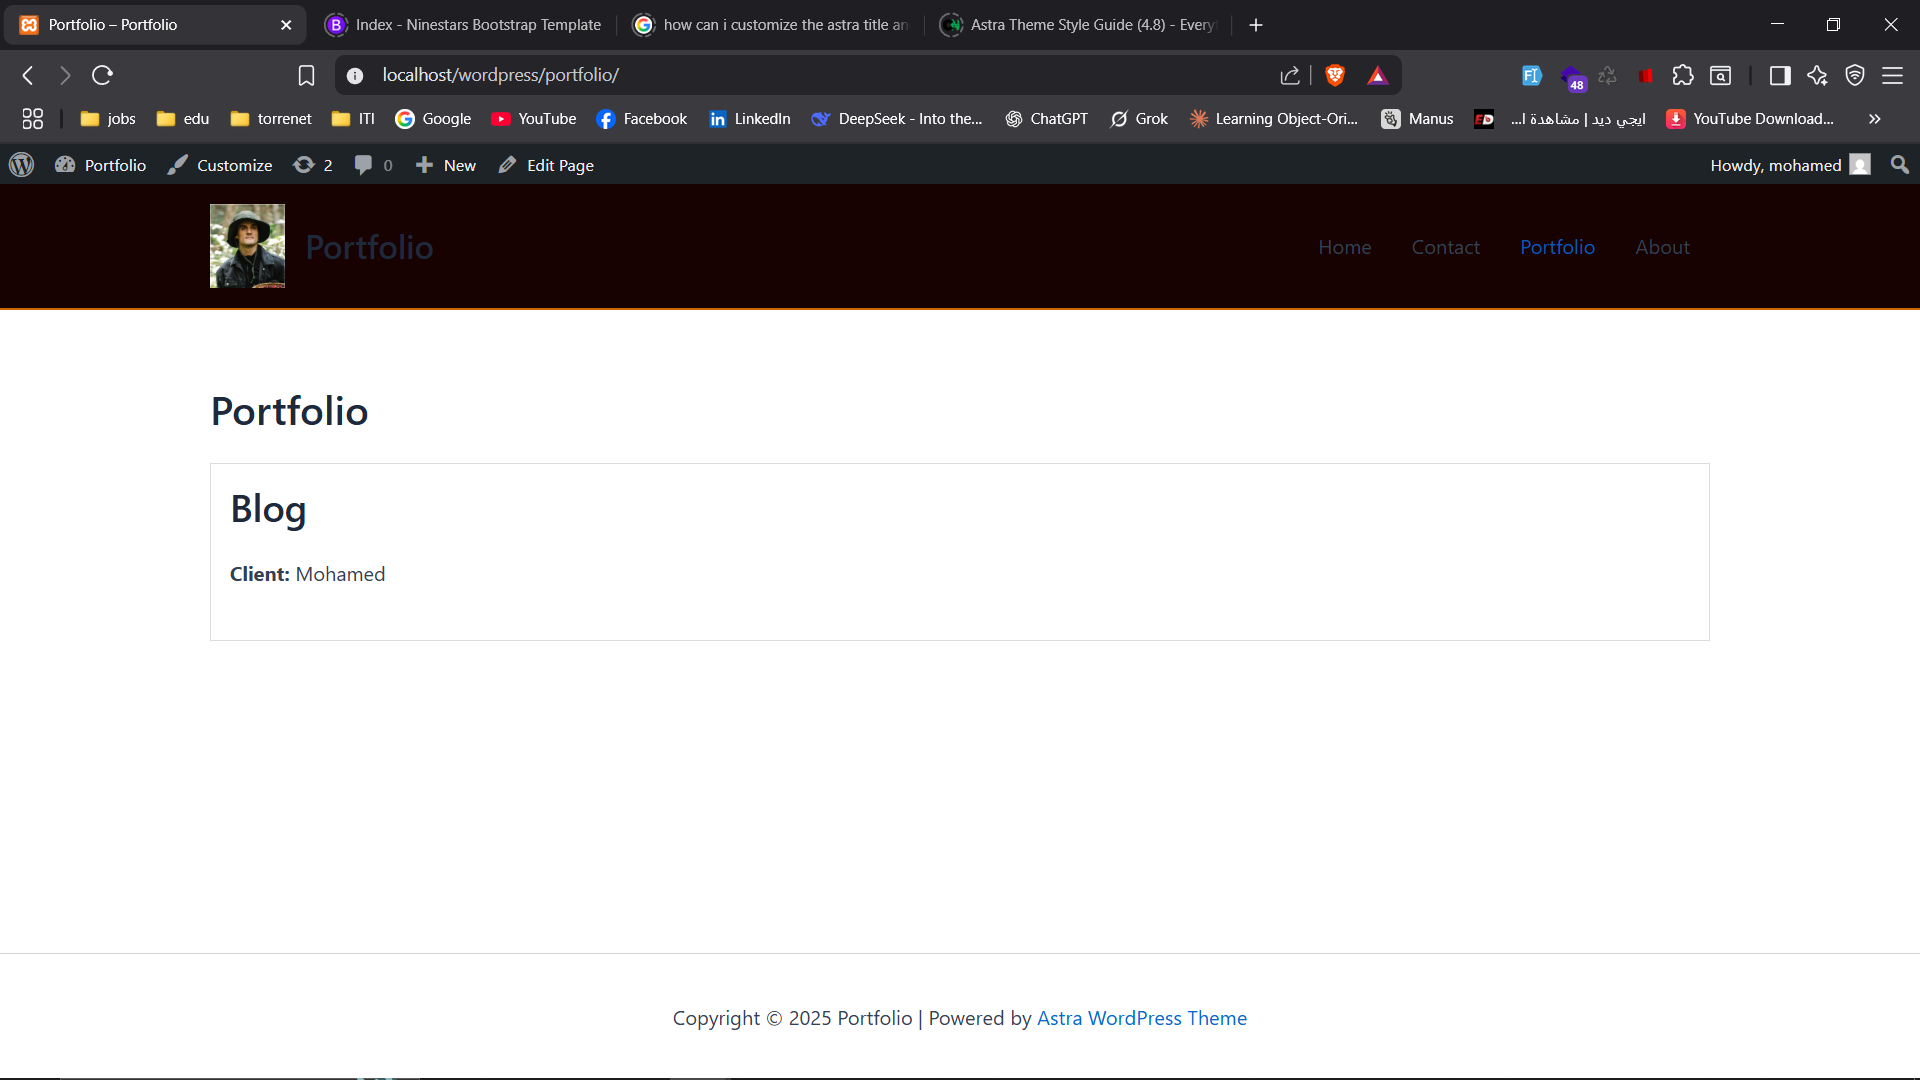 Portfolio – Portfolio
Index - Ninestars Bootstrap Template
how can i customize the astra title an
Astra Theme Style Guide (4.8) - Every
localhost/wordpress/portfolio/
48
jobs
edu
torrenet
ITI
Google
YouTube
Facebook
LinkedIn
DeepSeek - Into the...
ChatGPT
Grok
Learning Object-Ori...
Manus
ايجي ديد | مشاهدة ا...
YouTube Download...
Portfolio
Customize
2
0
New
Edit Page
Howdy, mohamed
Portfolio
Home
Contact
Portfolio
About
Portfolio
Blog
Client: Mohamed
Copyright © 2025 Portfolio | Powered by Astra WordPress Theme